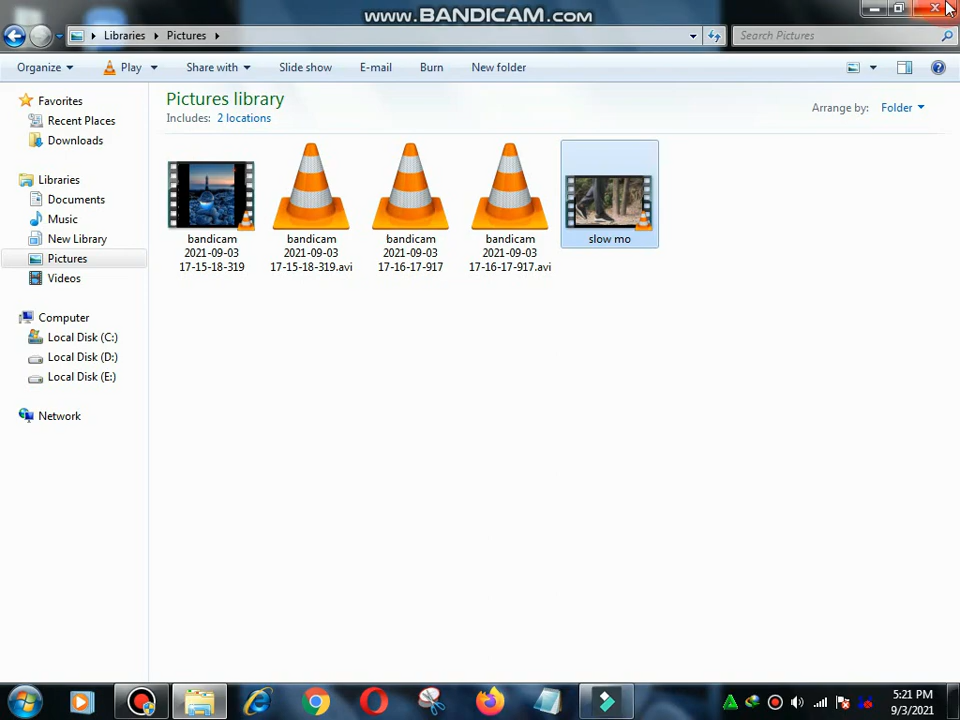 www.BANDICAM.com
Libraries
Pictures
Search Pictures
Organize
Play
Share with
Slide show
E-mail
Burn
New folder
Pictures library
Includes: 2 locations
Arrange by: Folder
Favorites
Recent Places
Downloads
Libraries
Documents
Music
New Library
Pictures
Videos
Computer
Local Disk (C:)
Local Disk (D:)
Local Disk (E:)
Network
bandicam
2021-09-03
17-15-18-319
bandicam
2021-09-03
17-15-18-319.avi
bandicam
2021-09-03
17-16-17-917
bandicam
2021-09-03
17-16-17-917.avi
slow mo
5:21 PM
9/3/2021